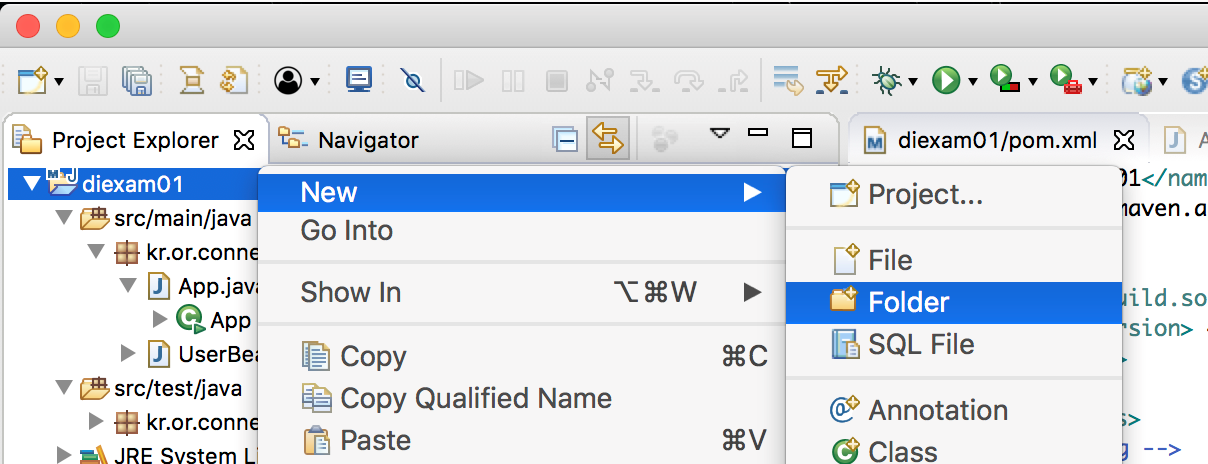 Project Explorer
Navigator
diexam01/pom.xml
diexam01
src/main/java
kr.or.conne
App.java
App
UserBea
src/test/java
kr.or.conne
JRE System Li
New
Go Into
Show In ⌥⌘W
Copy ⌘C
Copy Qualified Name
Paste ⌘V
Project...
File
Folder
SQL File
Annotation
Class
01</nam
maven.a
uild.so
rsion> <
>
s>
g -->